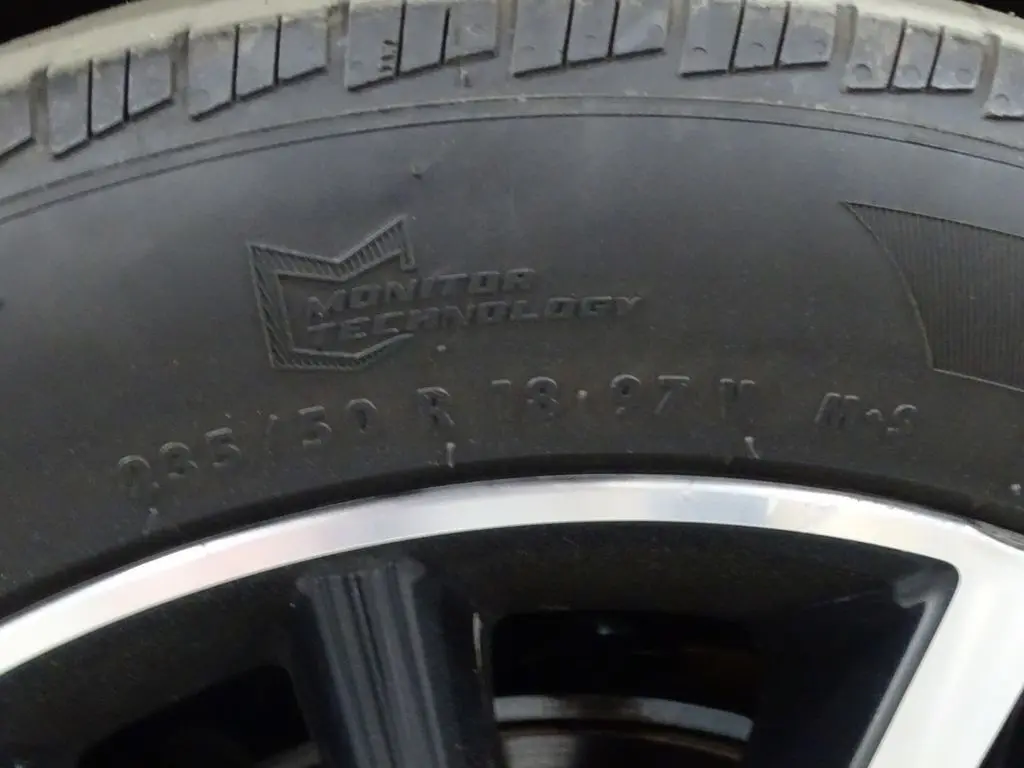 MONITOR
TECHNOLOGY
235/50 R 18 97 V M+S